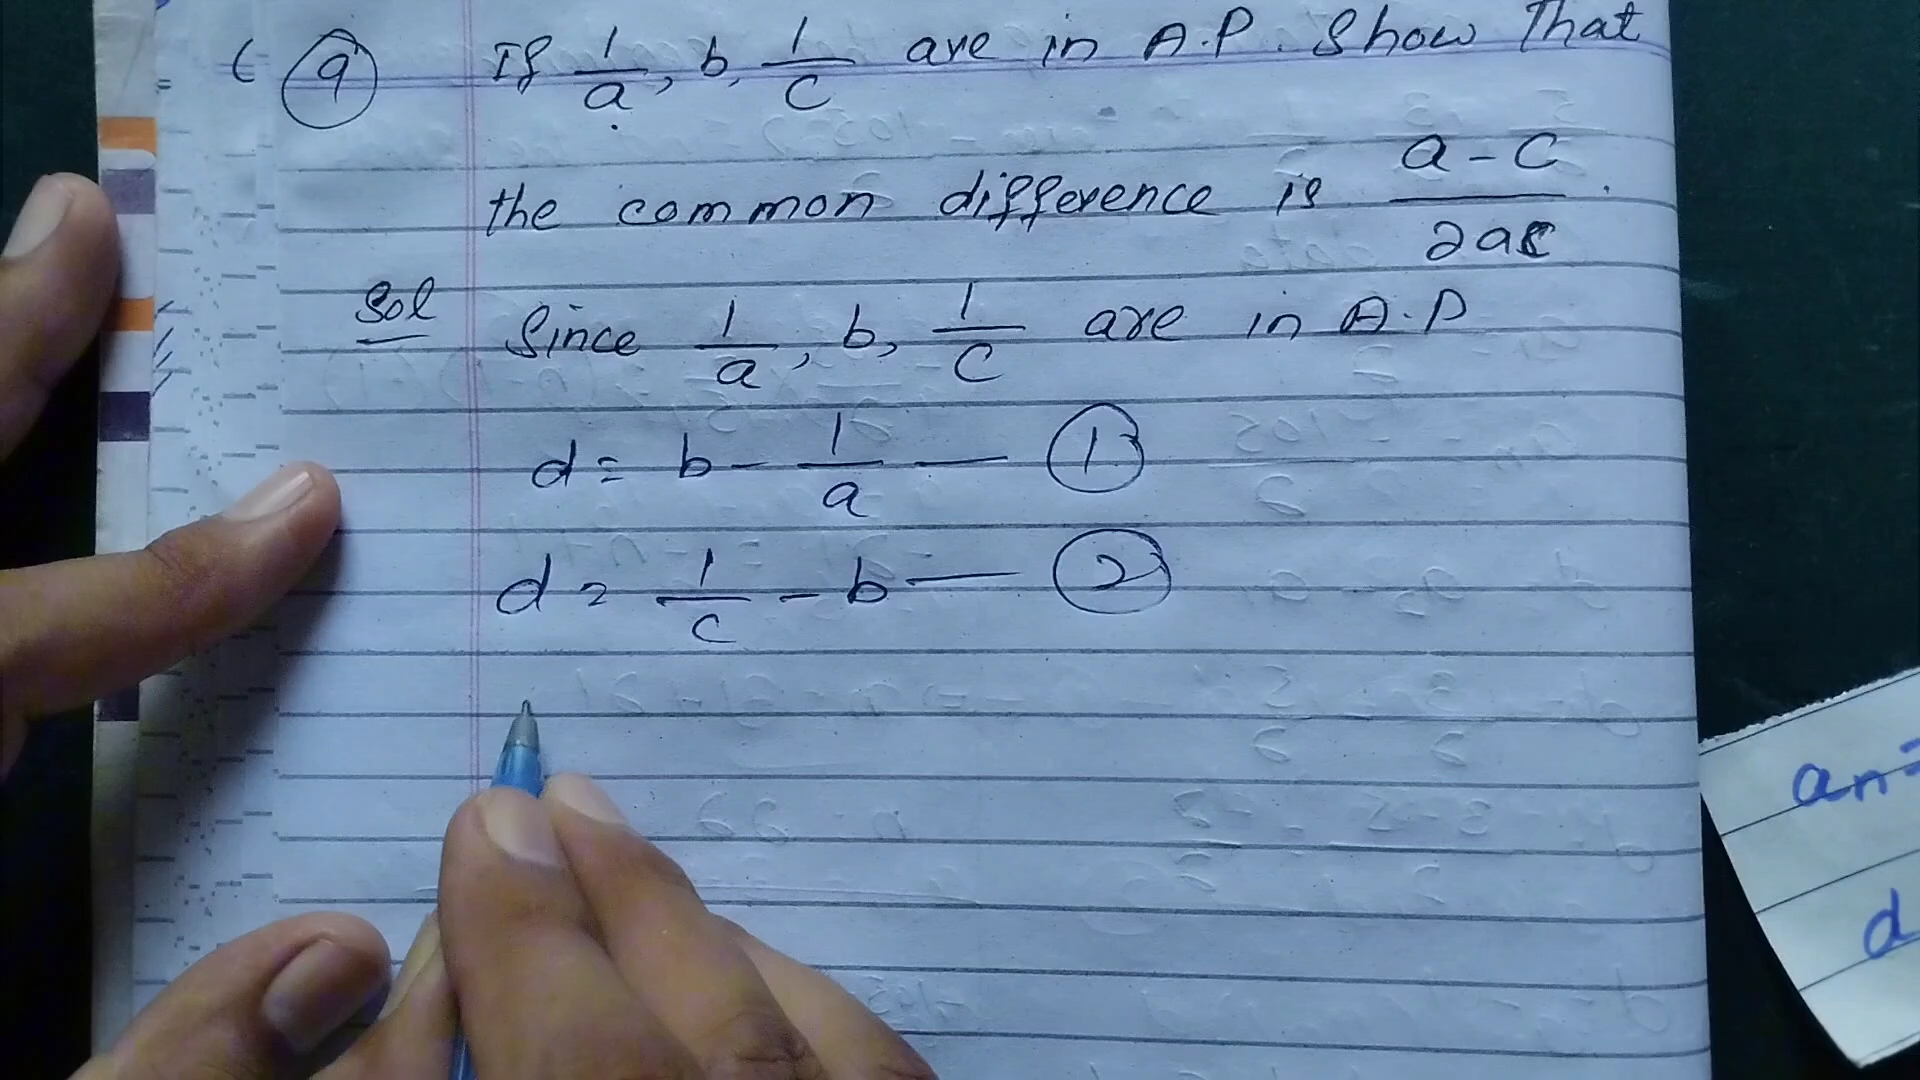 ( 9 If 1/a, b, 1/c are in A.P. Show That
the common difference is a-c/2ac.
Sol Since 1/a, b, 1/c are in A.P
d = b - 1/a — 1
d = 1/c - b — 2
an=
d